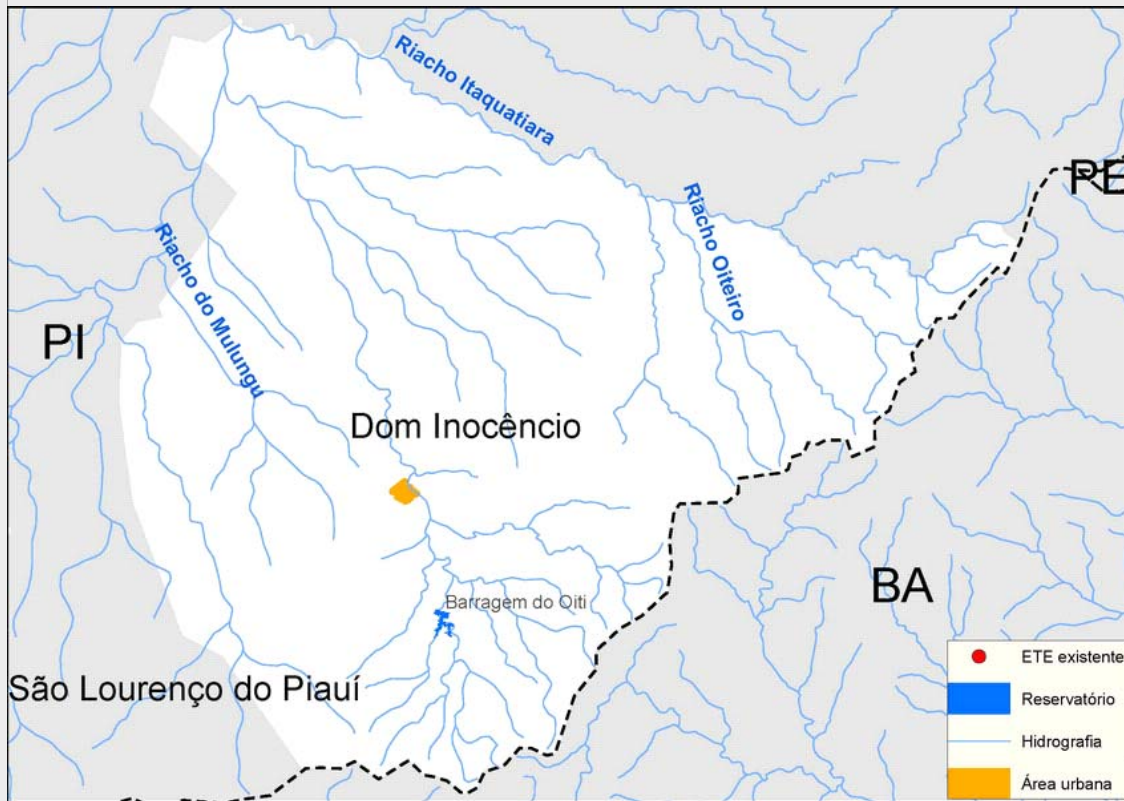 Riacho Itaquatiara
PE
Riacho Oiteiro
Riacho do Mulungu
PI
Dom Inocêncio
BA
Barragem do Oiti
São Lourenço do Piauí
ETE existente
Reservatório
Hidrografia
Área urbana